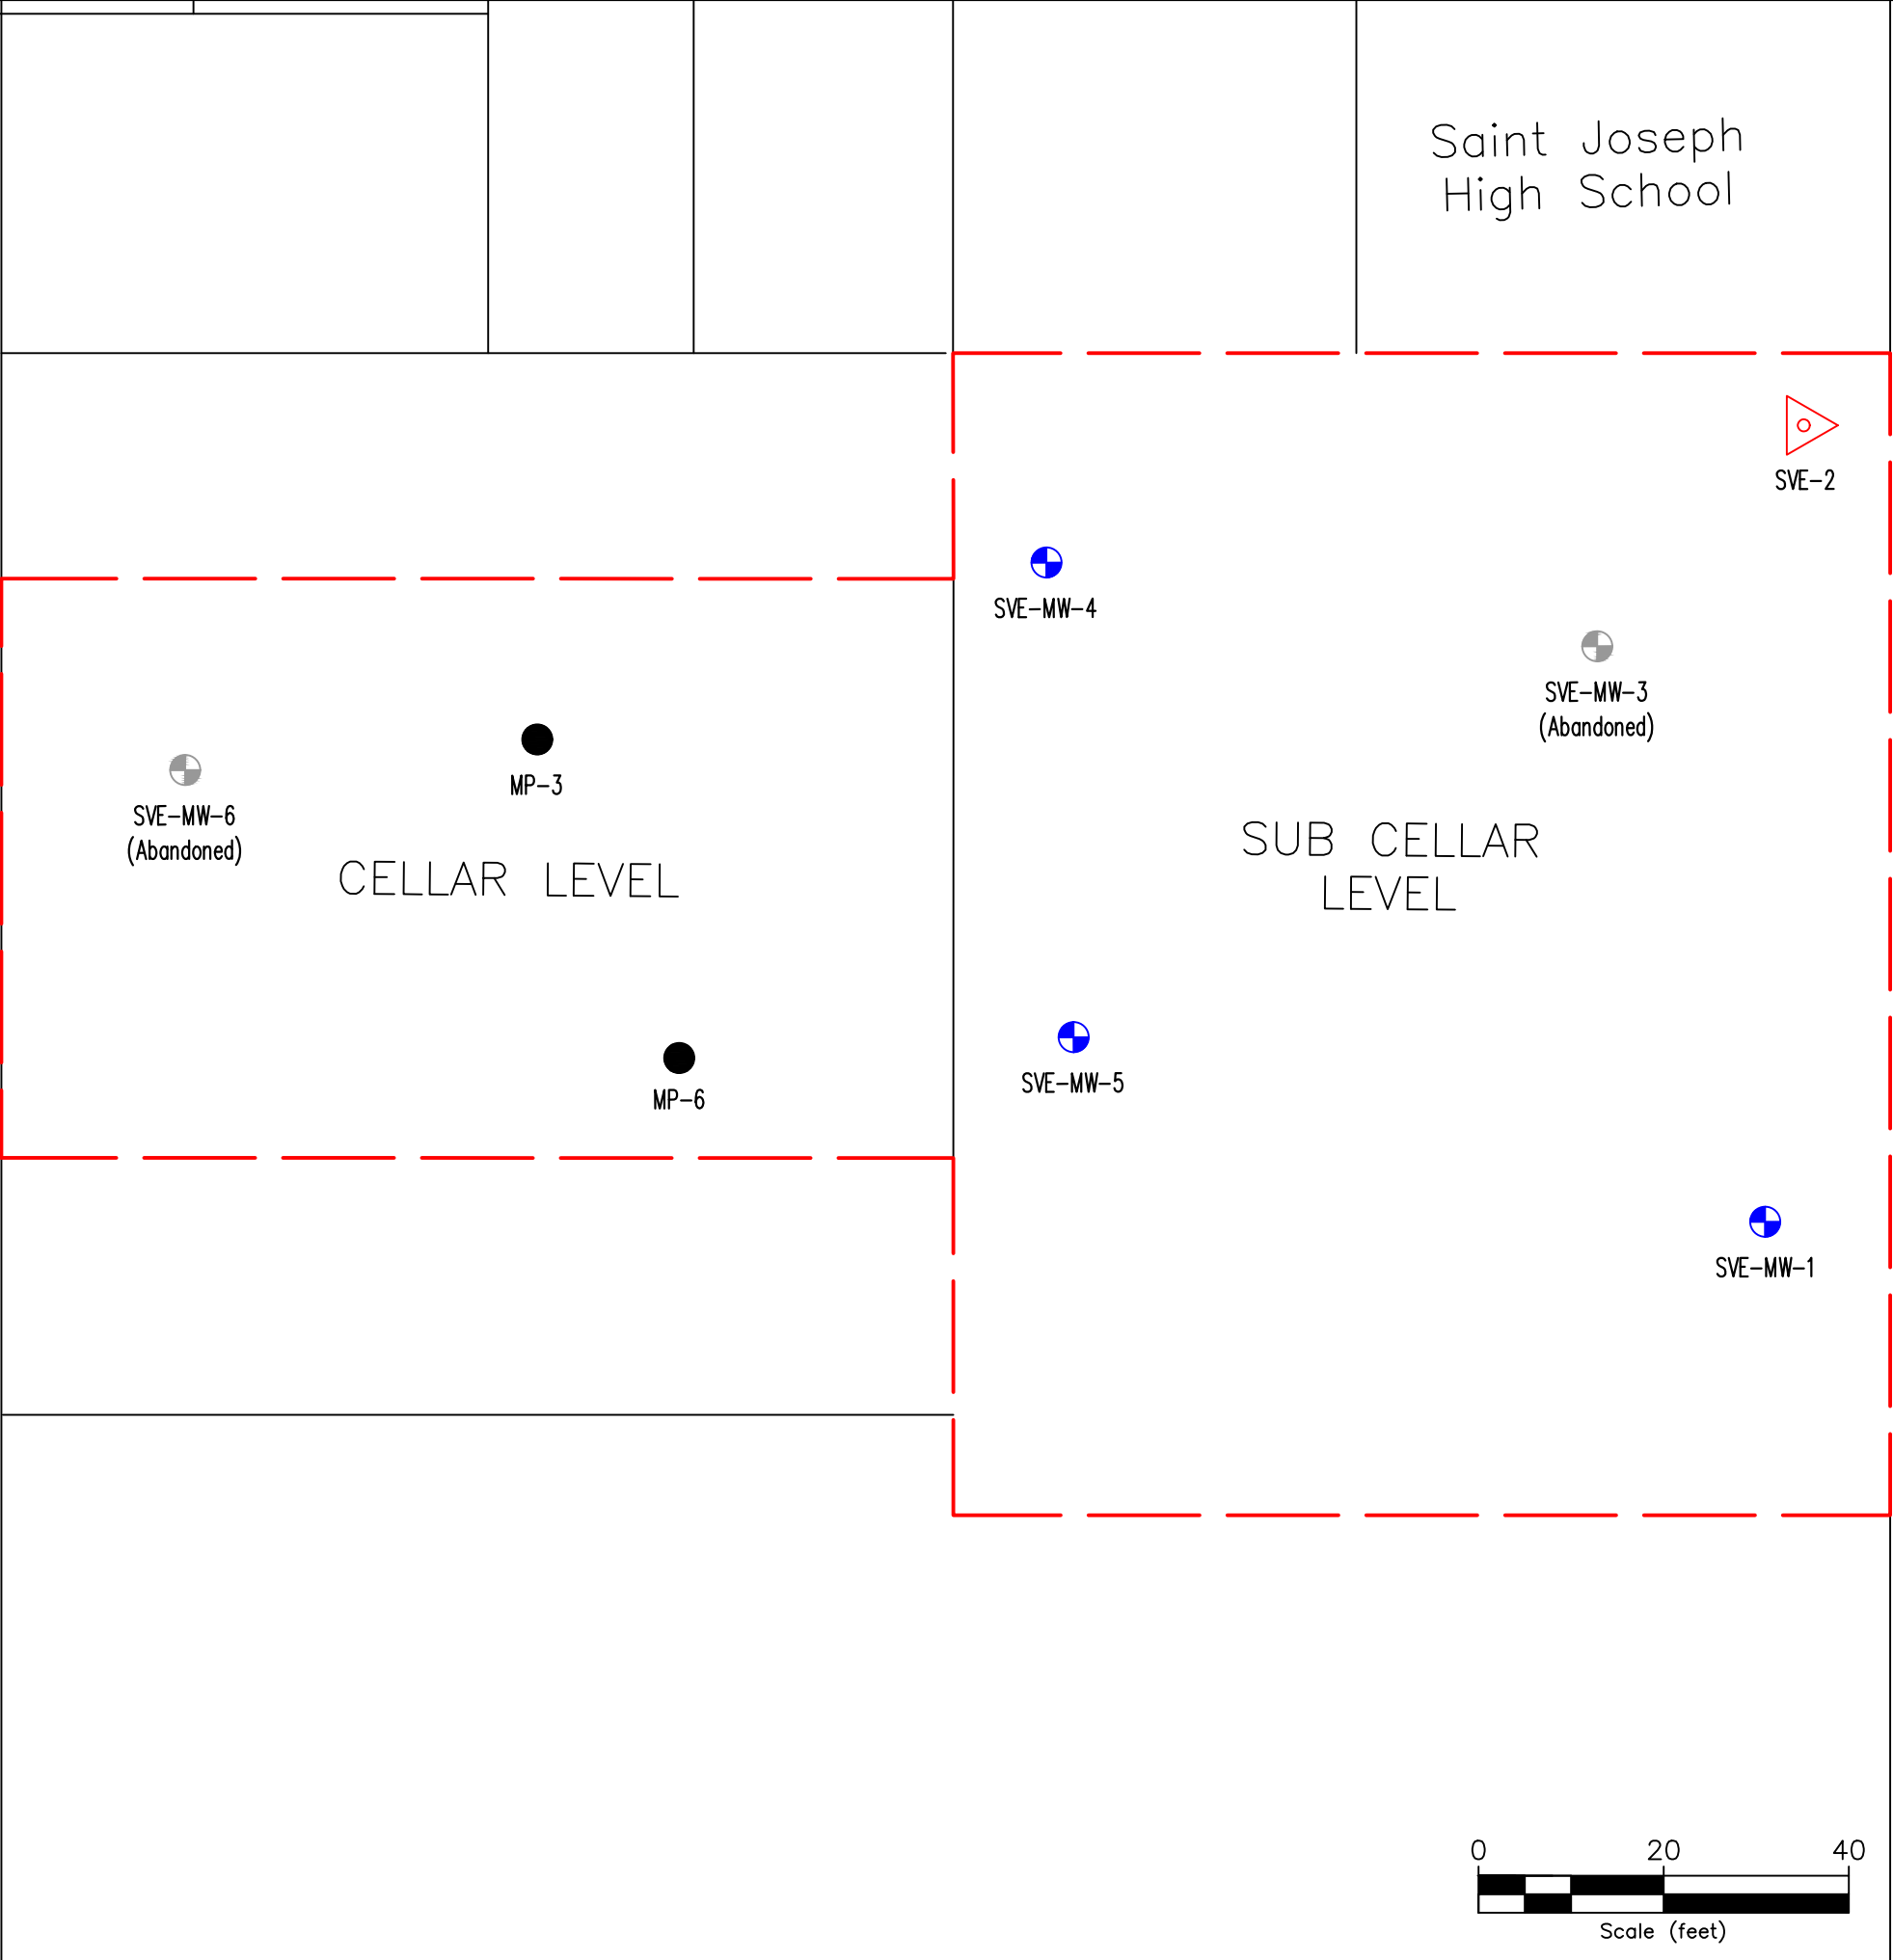 Saint Joseph
High School
SVE-2
SVE-MW-4
SVE-MW-3
(Abandoned)
MP-3
SVE-MW-6
(Abandoned)
CELLAR LEVEL
SUB CELLAR
LEVEL
SVE-MW-5
MP-6
SVE-MW-1
0 20 40
Scale (feet)